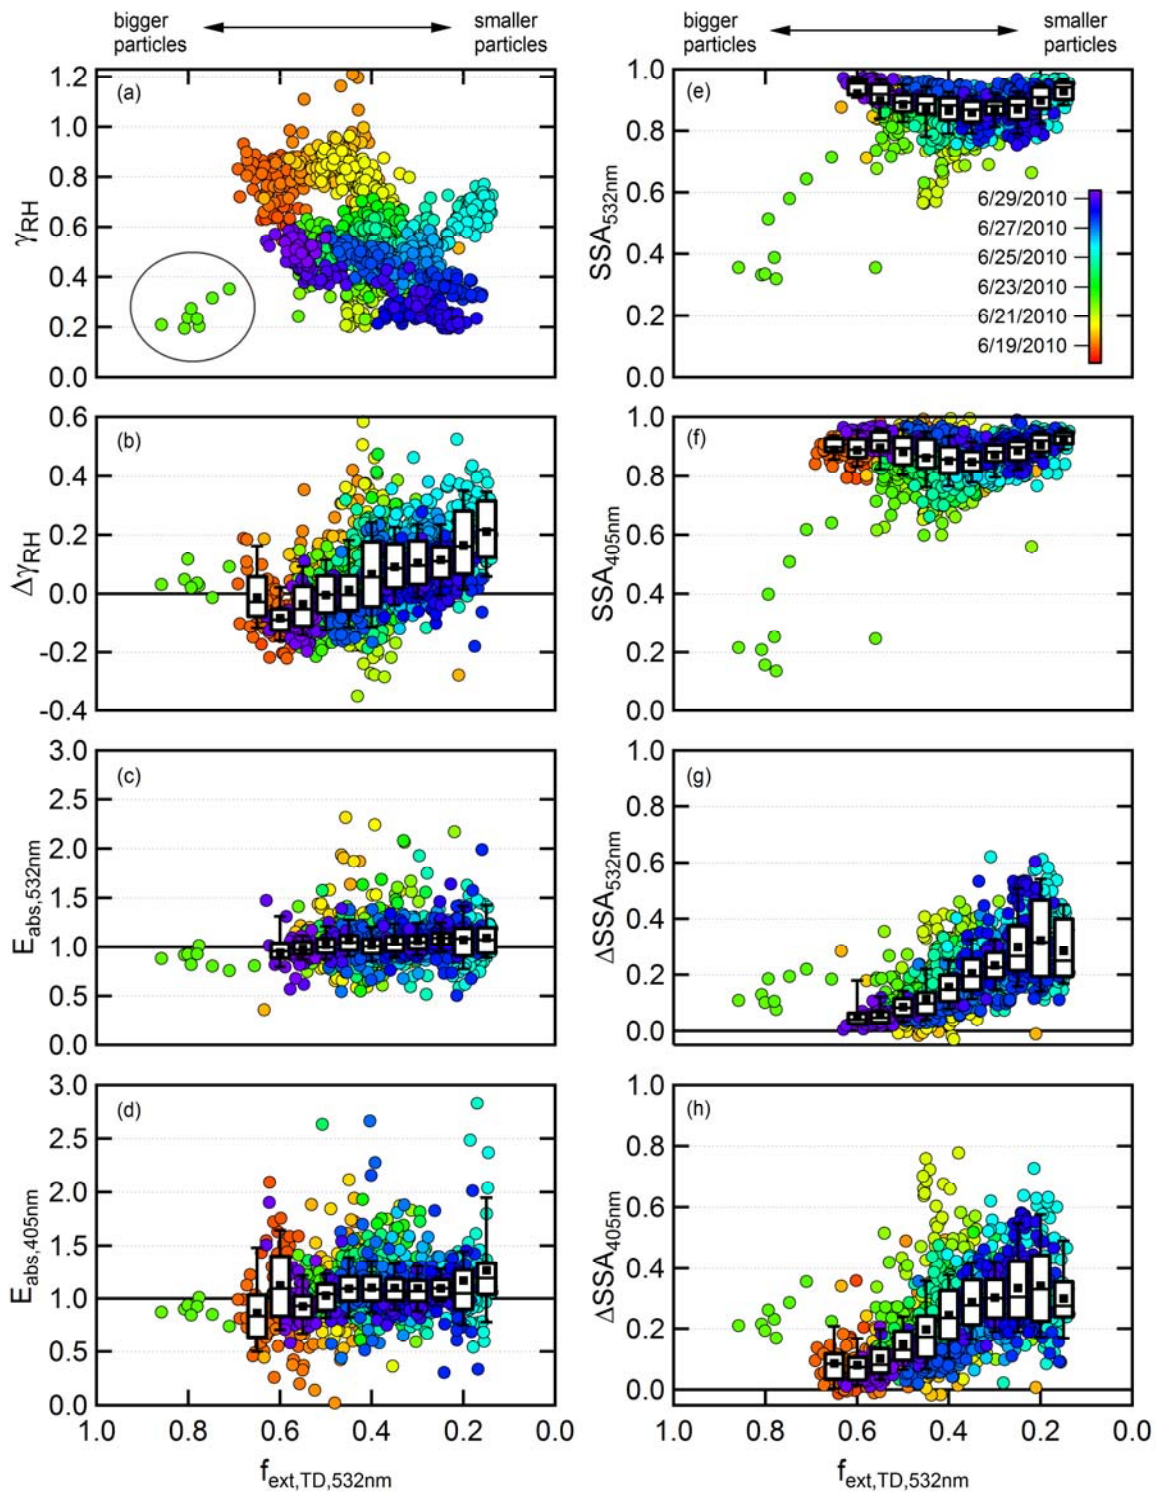 bigger
particles
smaller
particles
bigger
particles
smaller
particles
(a)
1.2
1.0
0.8
0.6
0.4
0.2
0.0
γRH
(e)
1.0
0.8
0.6
0.4
0.2
0.0
SSA532nm
6/29/2010
6/27/2010
6/25/2010
6/23/2010
6/21/2010
6/19/2010
(b)
0.6
0.4
0.2
0.0
-0.2
-0.4
ΔγRH
(f)
1.0
0.8
0.6
0.4
0.2
0.0
SSA405nm
(c)
3.0
2.5
2.0
1.5
1.0
0.5
0.0
Eabs,532nm
(g)
1.0
0.8
0.6
0.4
0.2
0.0
ΔSSA532nm
(d)
3.0
2.5
2.0
1.5
1.0
0.5
0.0
Eabs,405nm
1.0 0.8 0.6 0.4 0.2 0.0
fext,TD,532nm
(h)
1.0
0.8
0.6
0.4
0.2
0.0
ΔSSA405nm
1.0 0.8 0.6 0.4 0.2 0.0
fext,TD,532nm